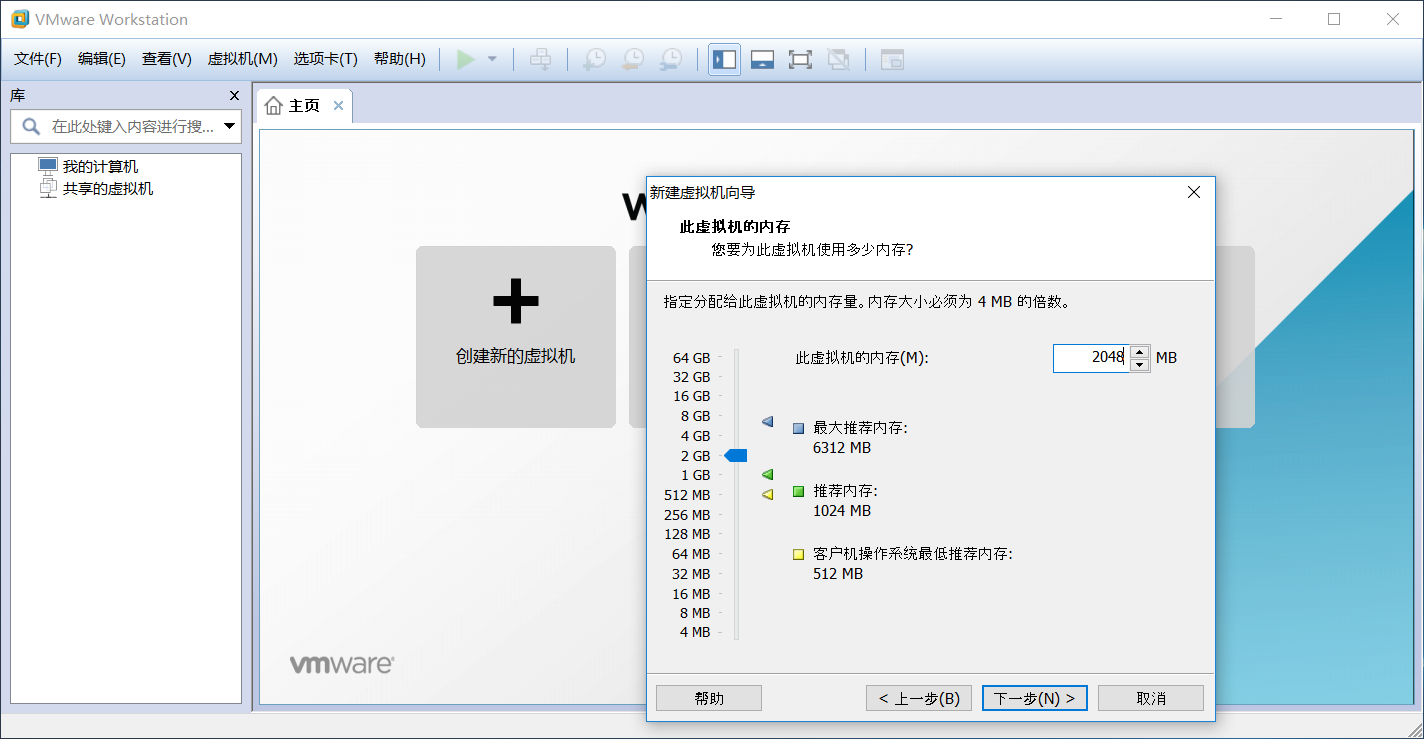 VMware Workstation
文件(F) 编辑(E) 查看(V) 虚拟机(M) 选项卡(T) 帮助(H)
库
在此处键入内容进行搜...
我的计算机
共享的虚拟机
主页
W
创建新的虚拟机
vmware
新建虚拟机向导
此虚拟机的内存
您要为此虚拟机使用多少内存?
指定分配给此虚拟机的内存量。内存大小必须为 4 MB 的倍数。
64 GB
32 GB
16 GB
8 GB
4 GB
2 GB
1 GB
512 MB
256 MB
128 MB
64 MB
32 MB
16 MB
8 MB
4 MB
此虚拟机的内存(M): 2048 MB
最大推荐内存:
6312 MB
推荐内存:
1024 MB
客户机操作系统最低推荐内存:
512 MB
帮助 < 上一步(B) 下一步(N) > 取消